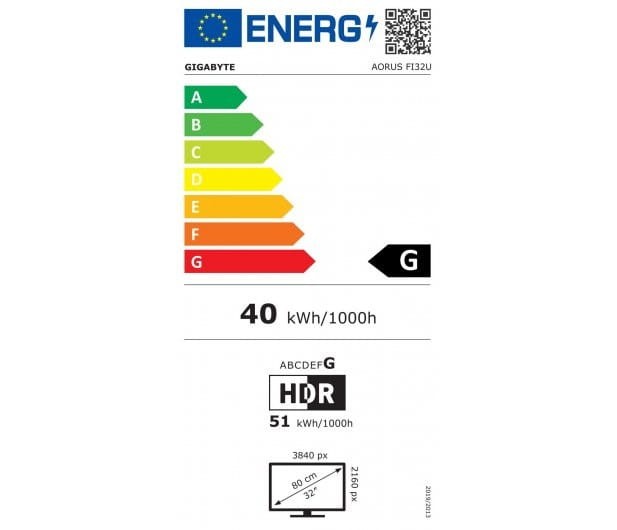 ENERG
GIGABYTE AORUS FI32U
A
B
C
D
E
F
G G
40 kWh/1000h
ABCDEFG
HDR
51 kWh/1000h
3840 px
80 cm
32"
2160 px
2019/2013